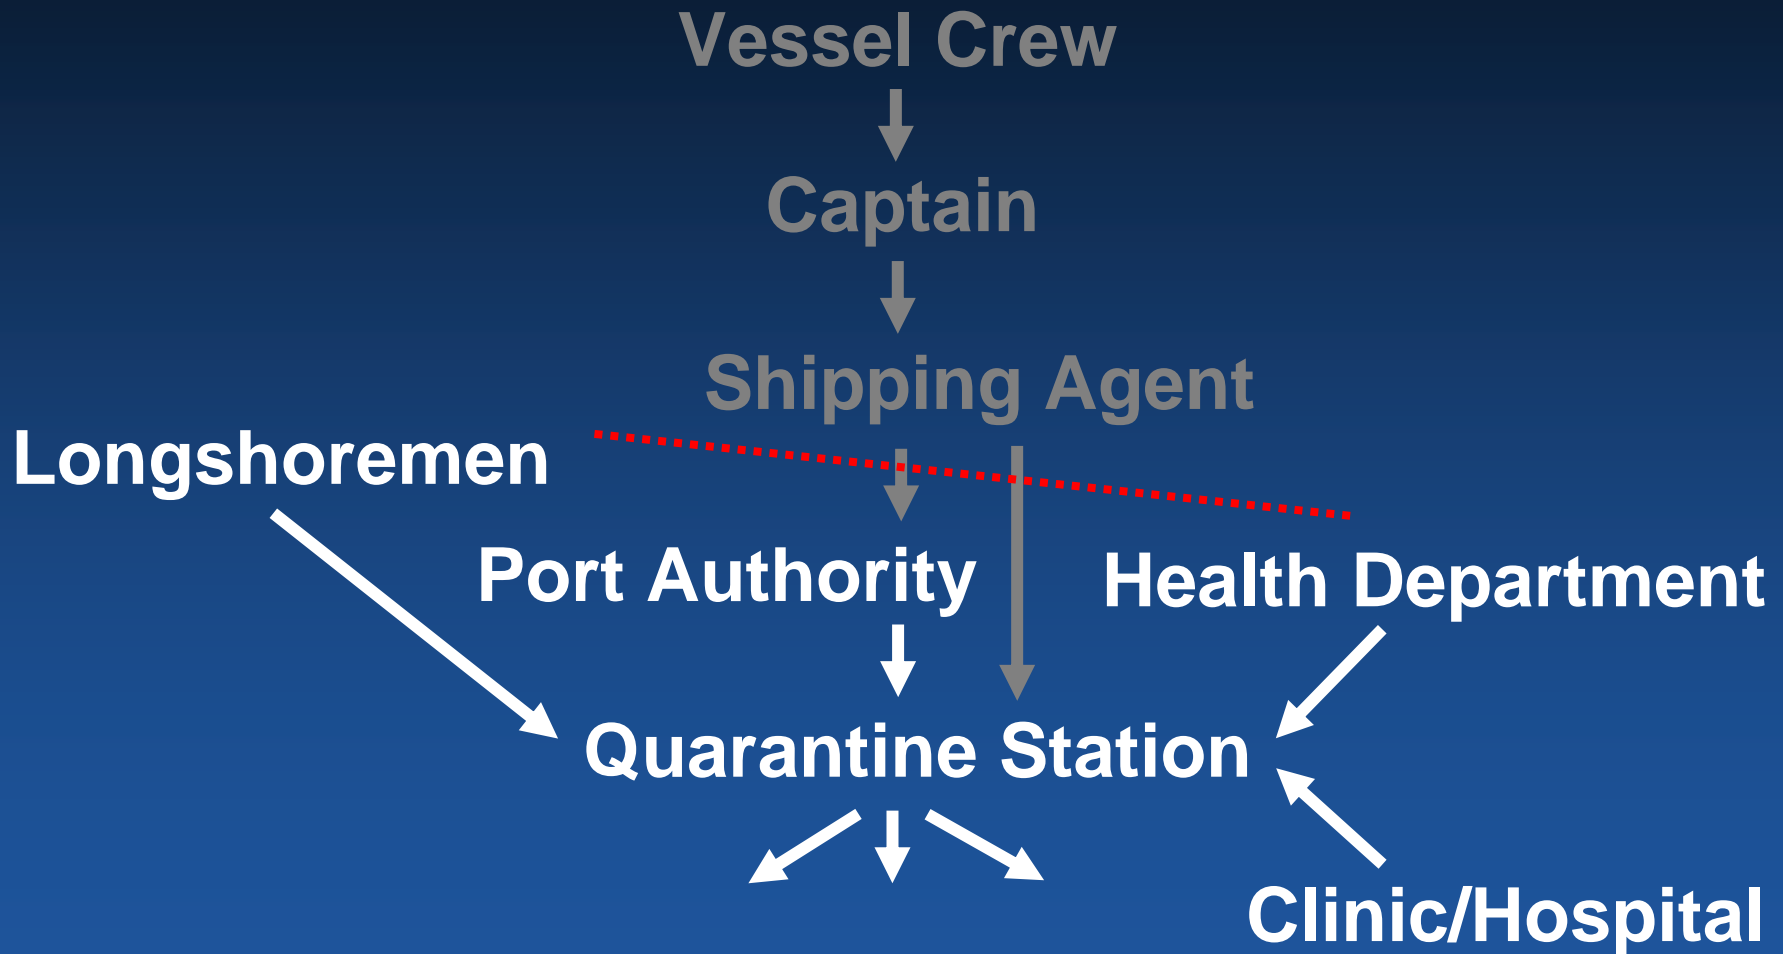 Vessel Crew
Captain
Shipping Agent
Longshoremen
Port Authority
Health Department
Quarantine Station
Clinic/Hospital